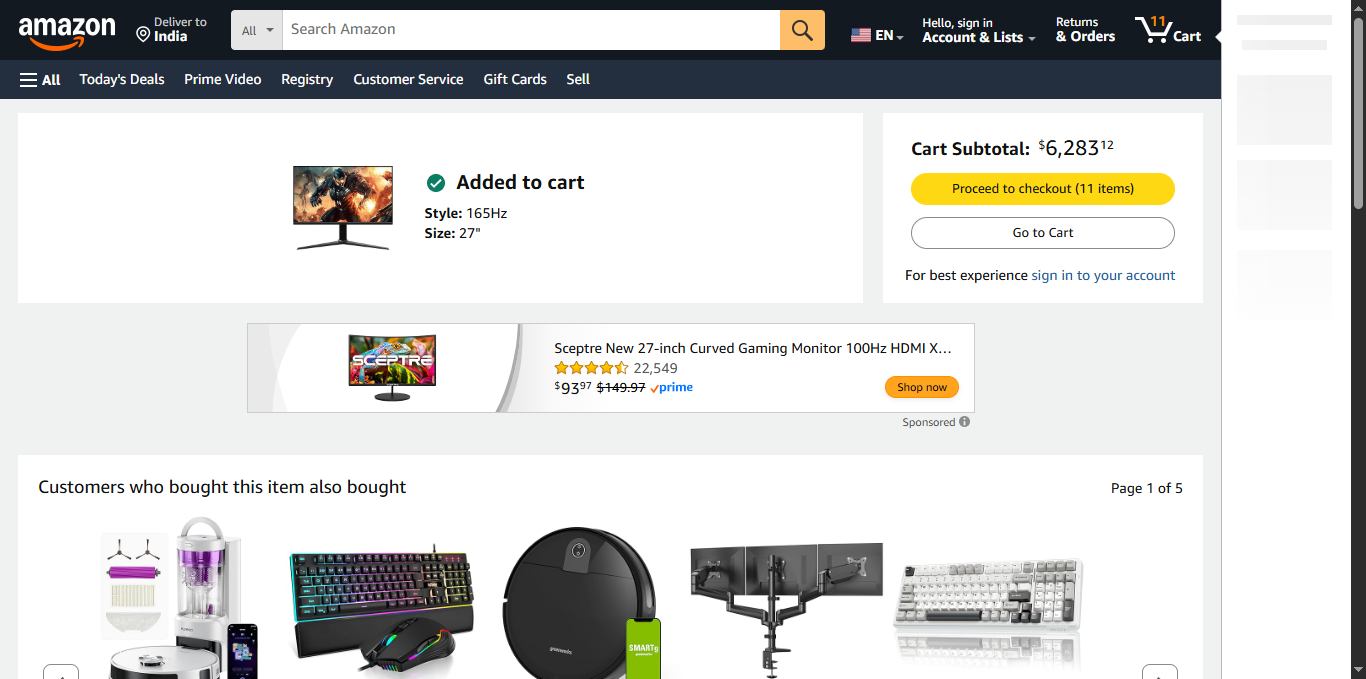 amazon
Deliver to
India
All
Search Amazon
EN
Hello, sign in
Account & Lists
Returns
& Orders
11
Cart
All
Today's Deals
Prime Video
Registry
Customer Service
Gift Cards
Sell
Added to cart
Style: 165Hz
Size: 27"
Cart Subtotal: $6,28312
Proceed to checkout (11 items)
Go to Cart
For best experience sign in to your account
SCEPTRE
Sceptre New 27-inch Curved Gaming Monitor 100Hz HDMI X…
22,549
$9397 $149.97 prime
Shop now
Sponsored
Customers who bought this item also bought
Page 1 of 5
SMART